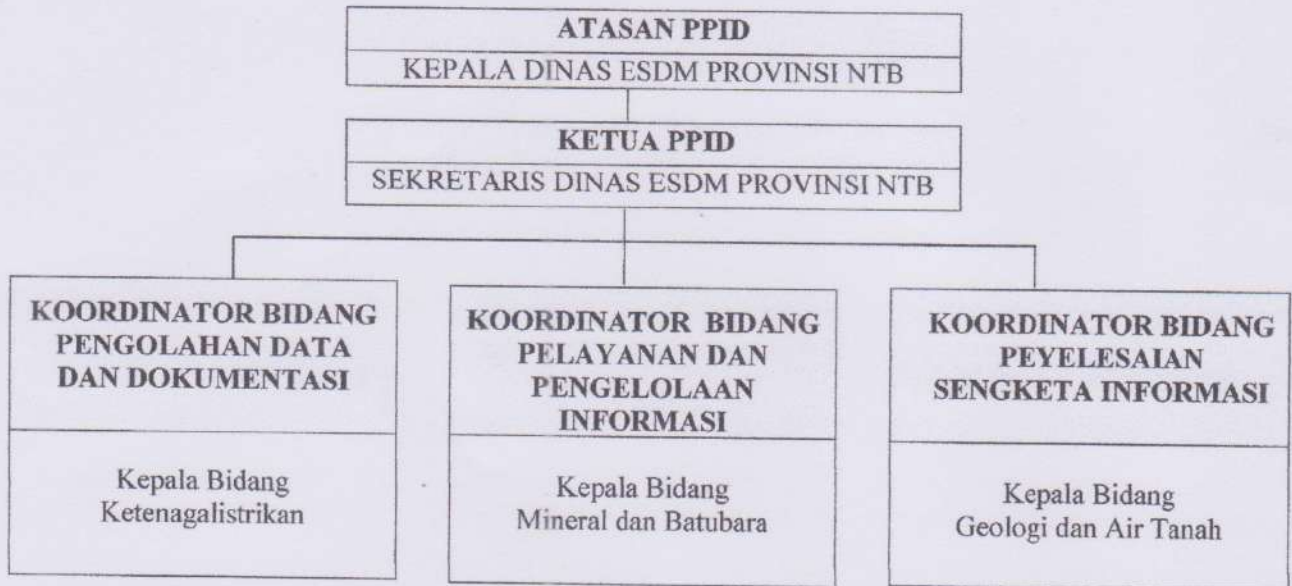 ATASAN PPID
KEPALA DINAS ESDM PROVINSI NTB
KETUA PPID
SEKRETARIS DINAS ESDM PROVINSI NTB
KOORDINATOR BIDANG
PENGOLAHAN DATA
DAN DOKUMENTASI
Kepala Bidang
Ketenagalistrikan
KOORDINATOR BIDANG
PELAYANAN DAN
PENGELOLAAN
INFORMASI
Kepala Bidang
Mineral dan Batubara
KOORDINATOR BIDANG
PEYELESAIAN
SENGKETA INFORMASI
Kepala Bidang
Geologi dan Air Tanah